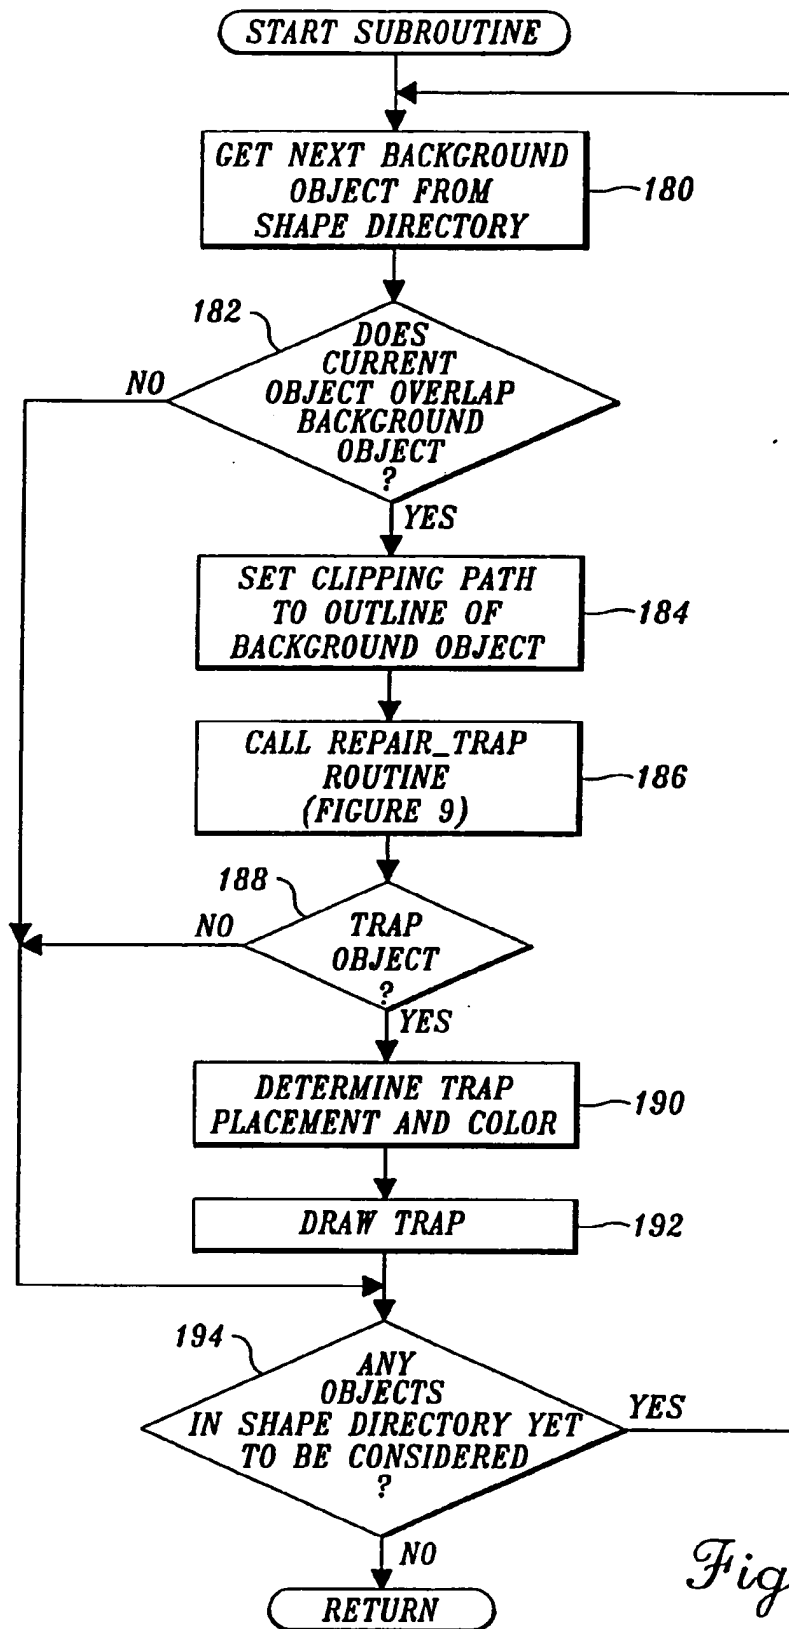 START SUBROUTINE
GET NEXT BACKGROUND
OBJECT FROM
SHAPE DIRECTORY
180
182
DOES
CURRENT
OBJECT OVERLAP
BACKGROUND
OBJECT
?
NO
YES
SET CLIPPING PATH
TO OUTLINE OF
BACKGROUND OBJECT
184
CALL REPAIR_TRAP
ROUTINE
(FIGURE 9)
186
188
TRAP
OBJECT
?
NO
YES
DETERMINE TRAP
PLACEMENT AND COLOR
190
DRAW TRAP
192
194
ANY
OBJECTS
IN SHAPE DIRECTORY YET
TO BE CONSIDERED
?
YES
NO
RETURN
Fig